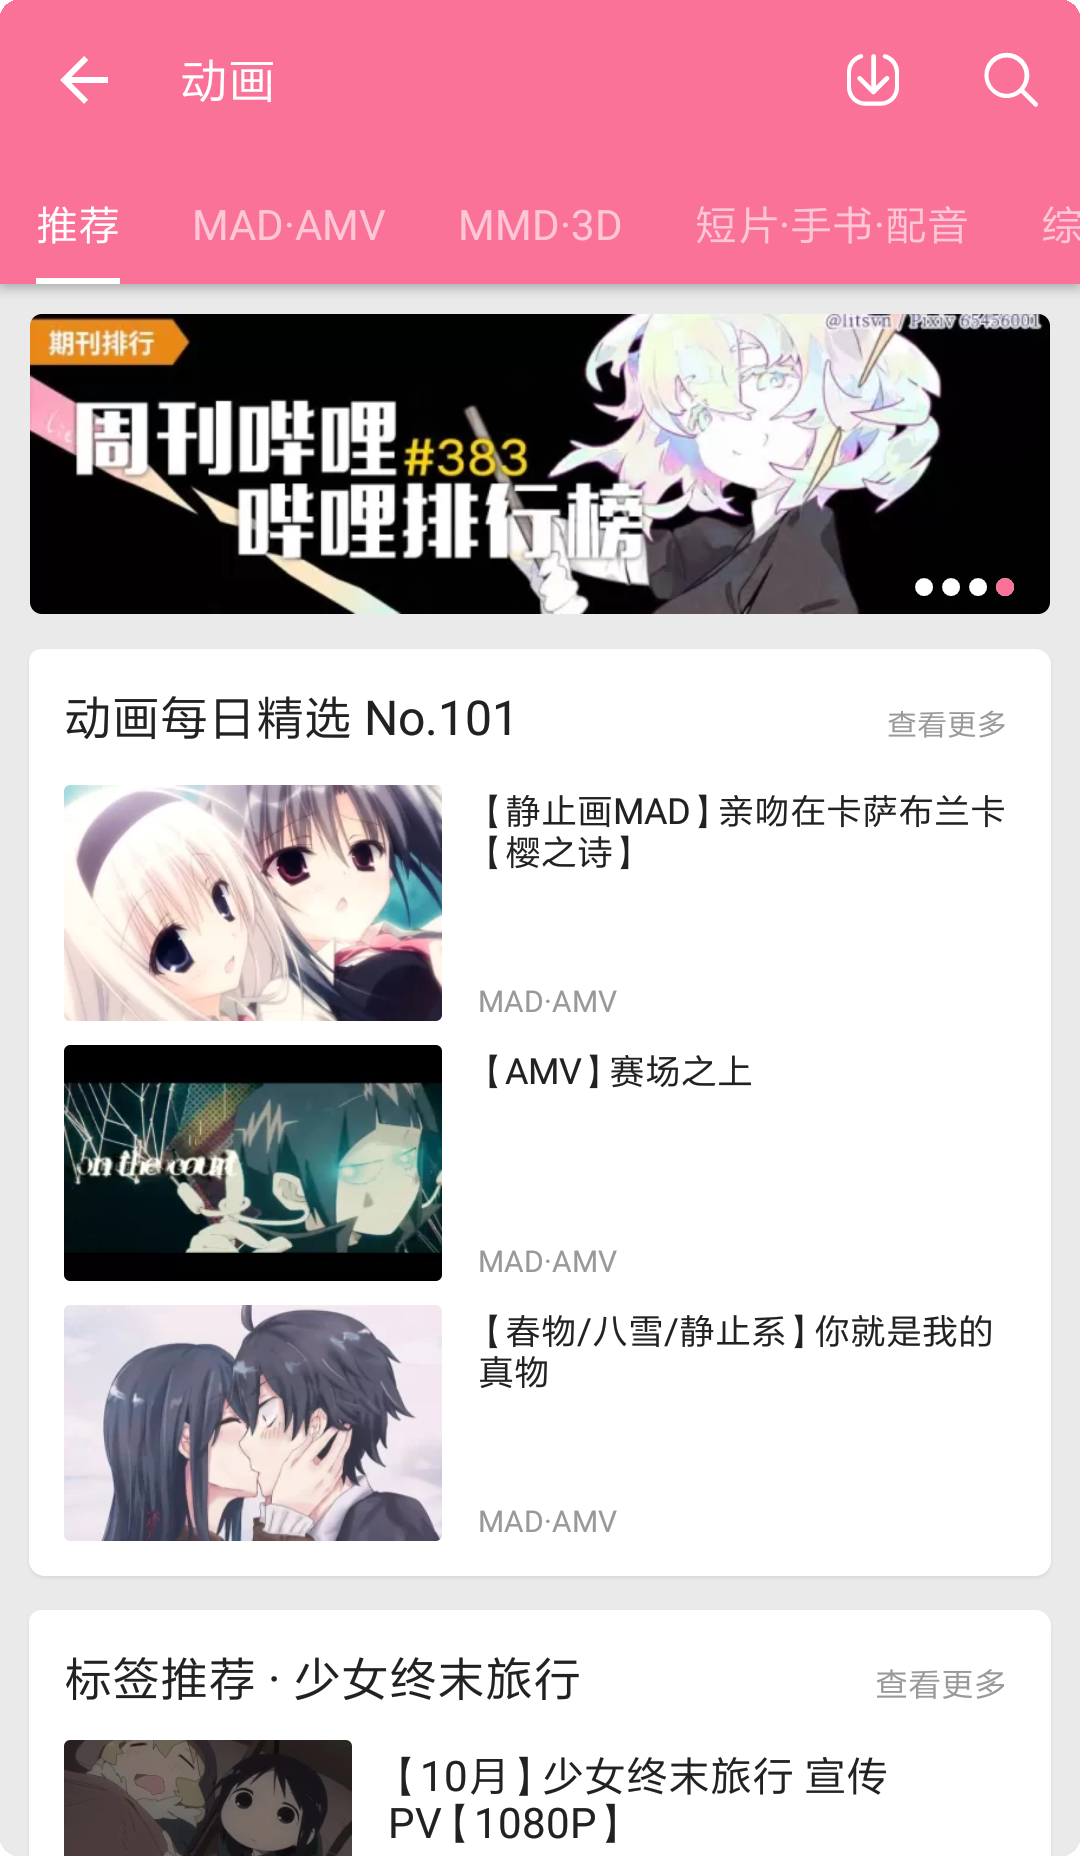 动画
推荐 MAD·AMV MMD·3D 短片·手书·配音 综
@litsvn / Pixiv 65456001
期刊排行
周刊哔哩#383
哔哩排行榜
动画每日精选 No.101
查看更多
【静止画MAD】亲吻在卡萨布兰卡
【樱之诗】
MAD·AMV
on the court
【AMV】赛场之上
MAD·AMV
【春物/八雪/静止系】你就是我的
真物
MAD·AMV
标签推荐 · 少女终末旅行
查看更多
【10月】少女终末旅行 宣传
PV【1080P】